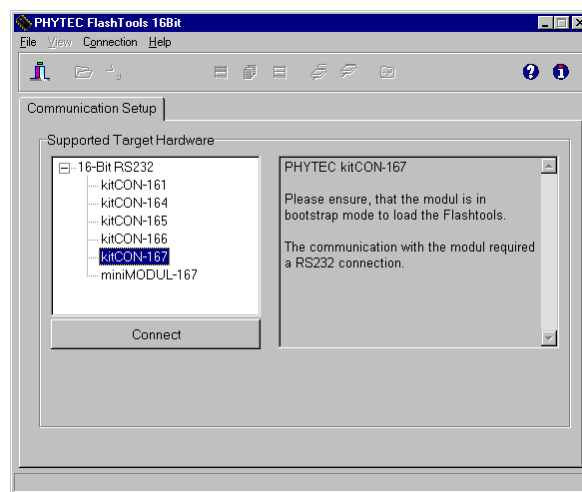 PHYTEC FlashTools 16Bit
File View Connection Help
Communication Setup
Supported Target Hardware
16-Bit RS232
kitCON-161
kitCON-164
kitCON-165
kitCON-166
kitCON-167
miniMODUL-167
Connect
PHYTEC kitCON-167
Please ensure, that the modul is in
bootstrap mode to load the Flashtools.
The communication with the modul required
a RS232 connection.